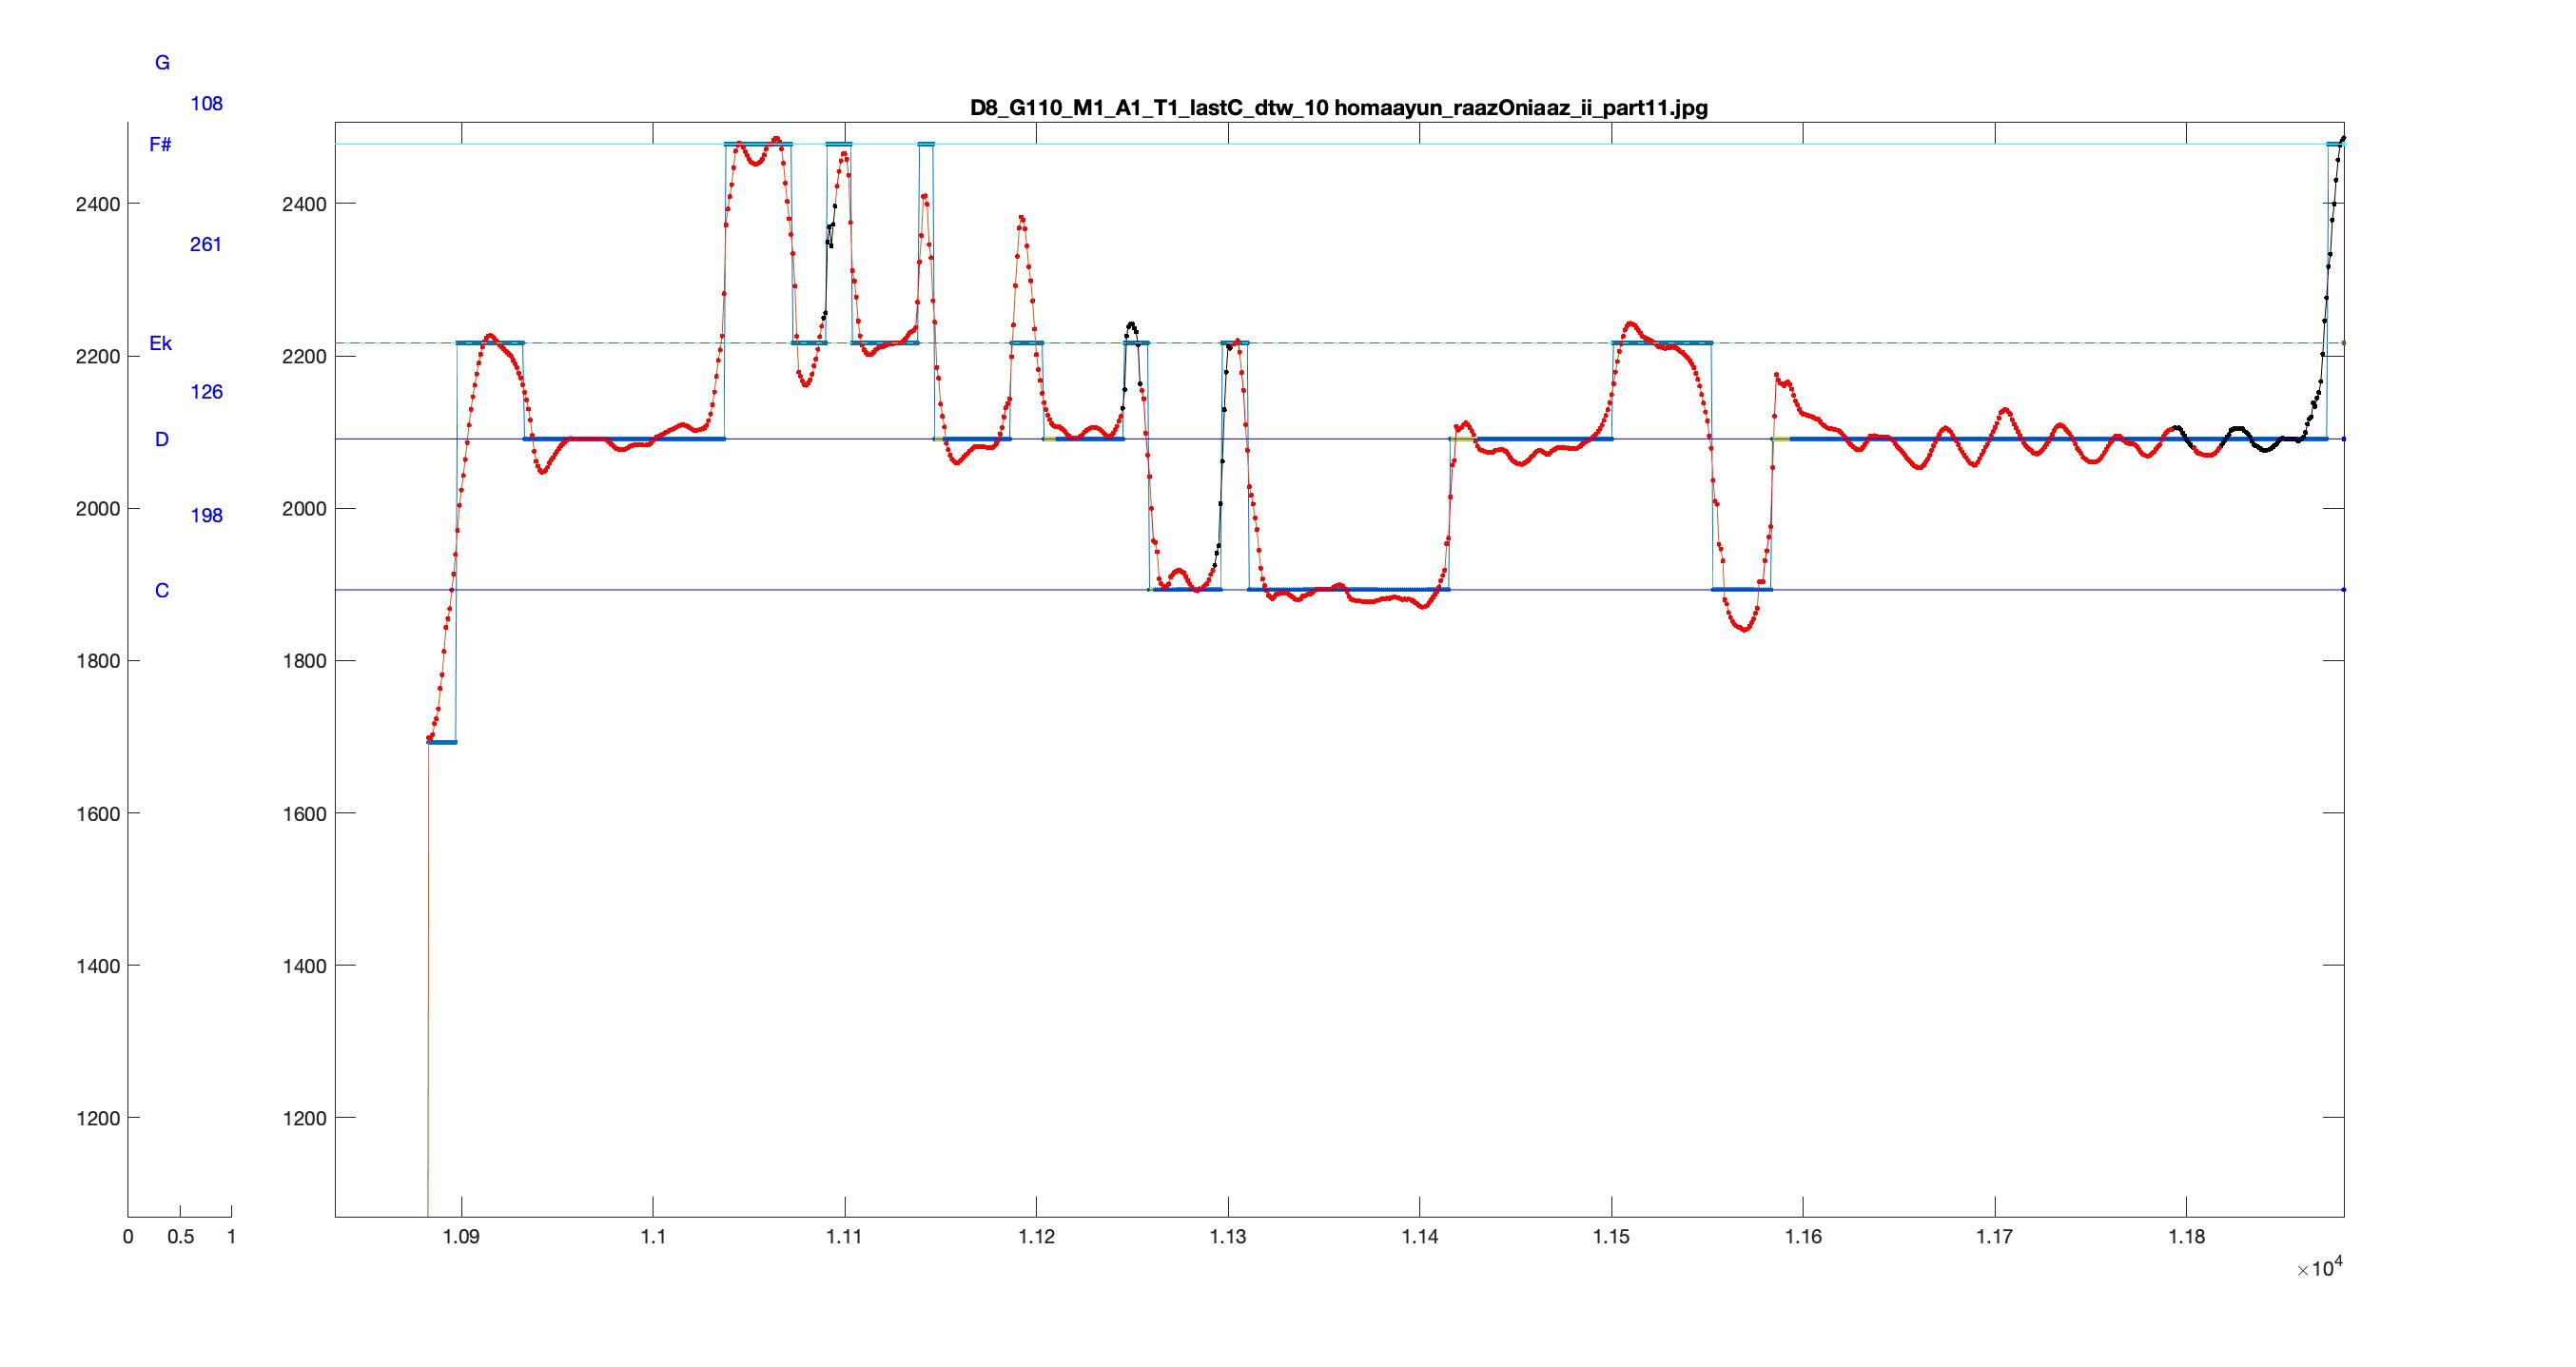 G
108
D8_G110_M1_A1_T1_lastC_dtw_10 homaayun_raazOniaaz_ii_part11.jpg
F#
2400 2400
261
Ek
2200 2200
126
D
2000 2000
198
C
1800 1800
1600 1600
1400 1400
1200 1200
0 0.5 1 1.09 1.1 1.11 1.12 1.13 1.14 1.15 1.16 1.17 1.18
×10^4